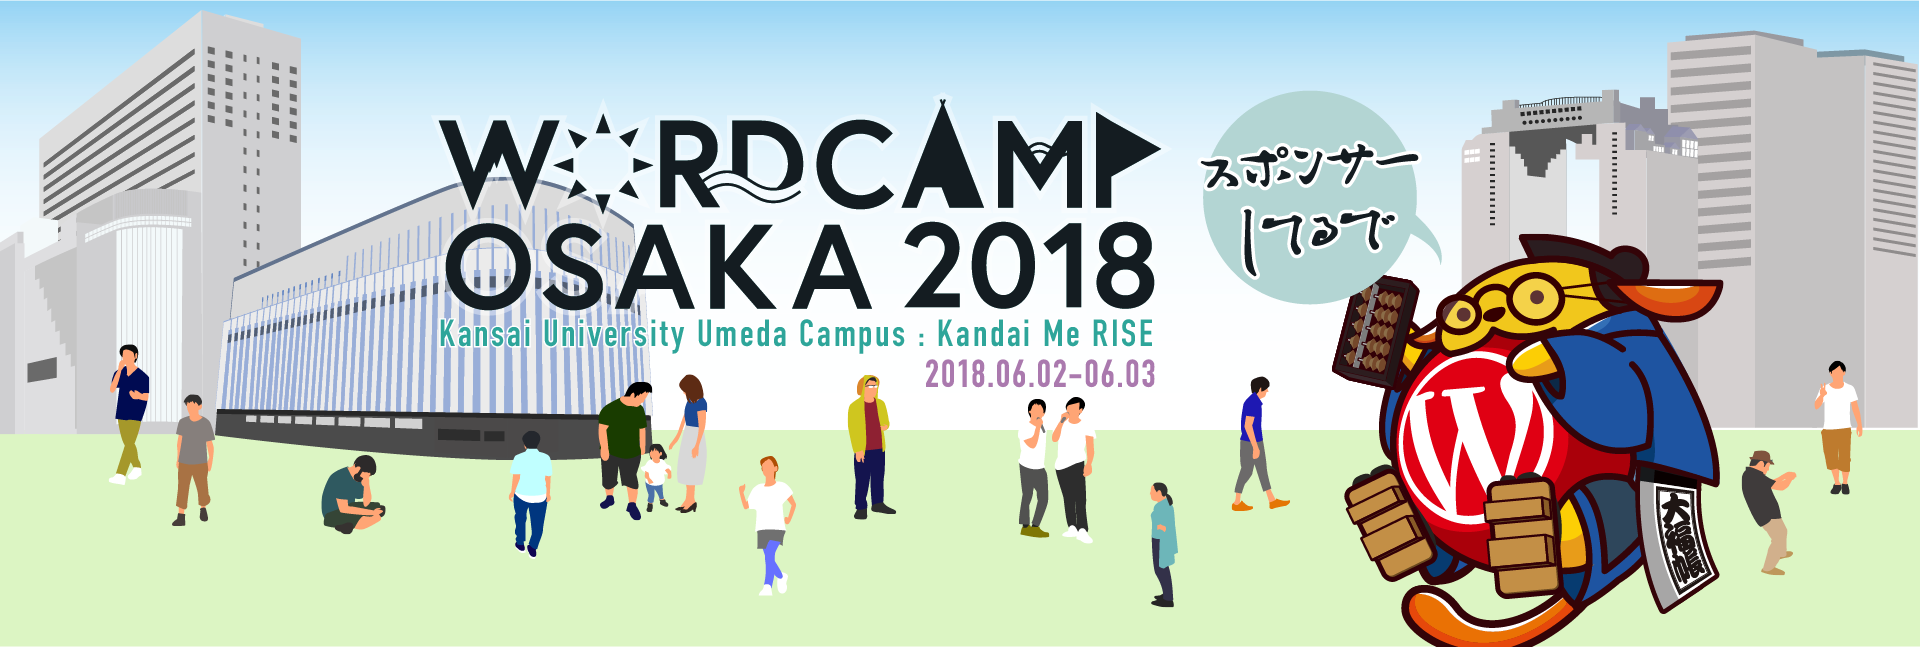 WORDCAMP
OSAKA 2018
Kansai University Umeda Campus : Kandai Me RISE
2018.06.02-06.03
スポンサー
してるで
W
大福帳